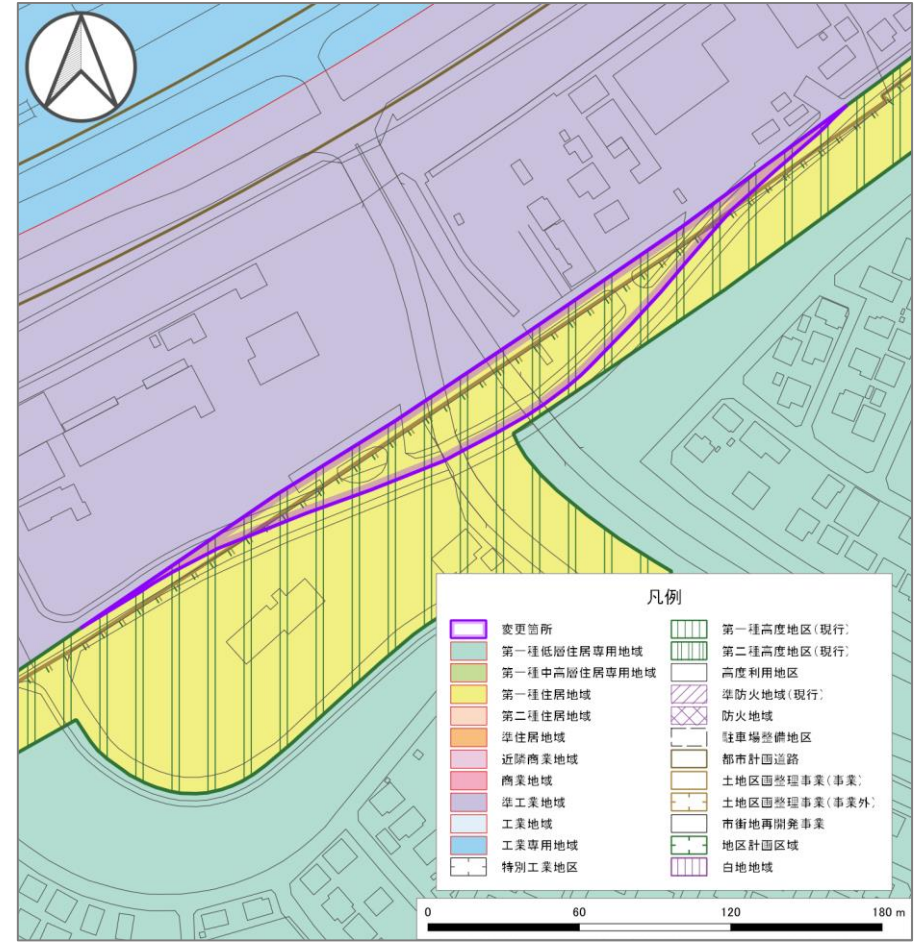 凡例
変更箇所
第一種低層住居専用地域
第一種中高層住居専用地域
第一種住居地域
第二種住居地域
準住居地域
近隣商業地域
商業地域
準工業地域
工業地域
工業専用地域
特別工業地区
第一種高度地区(現行)
第二種高度地区(現行)
高度利用地区
準防火地域(現行)
防火地域
駐車場整備地区
都市計画道路
土地区画整理事業(事業)
土地区画整理事業(事業外)
市街地再開発事業
地区計画区域
白地地域
0 60 120 180 m